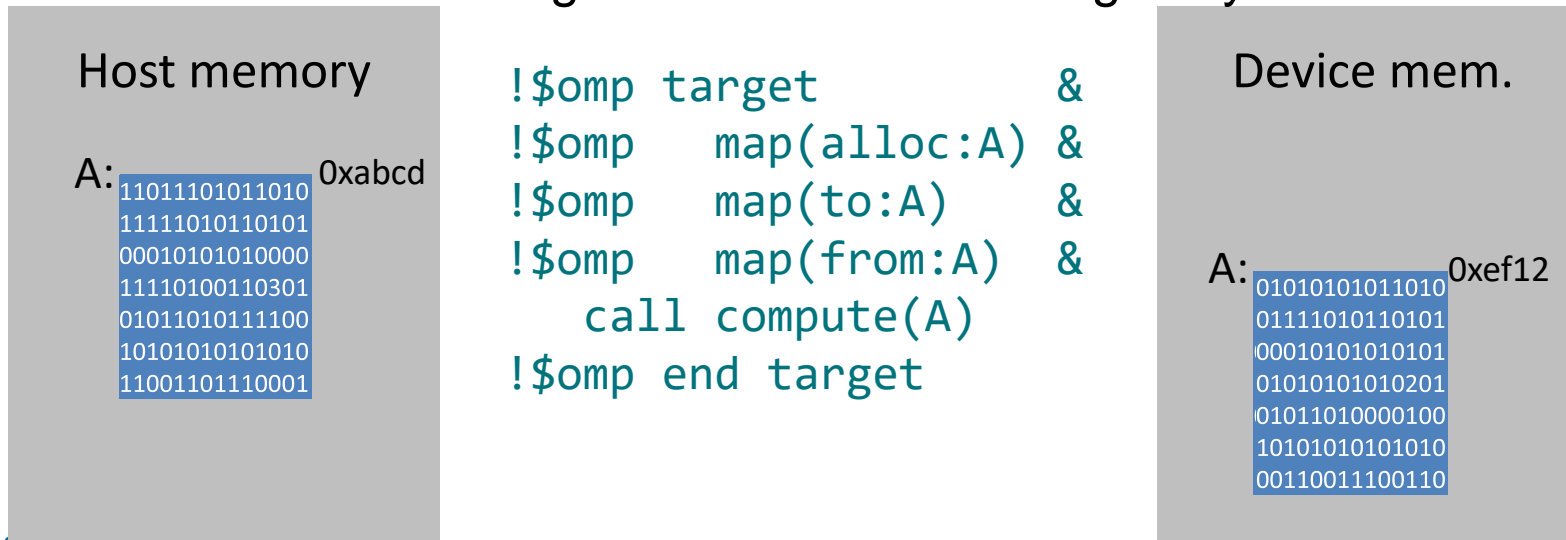 Host memory
A:
0xabcd
11011101011010
11111010110101
00010101010000
11110100110301
01011010111100
10101010101010
11001101110001
!$omp target &
!$omp map(alloc:A) &
!$omp map(to:A) &
!$omp map(from:A) &
call compute(A)
!$omp end target
Device mem.
A:
0xef12
01010101011010
01111010110101
00010101010101
01010101010201
01011010000100
10101010101010
00110011100110